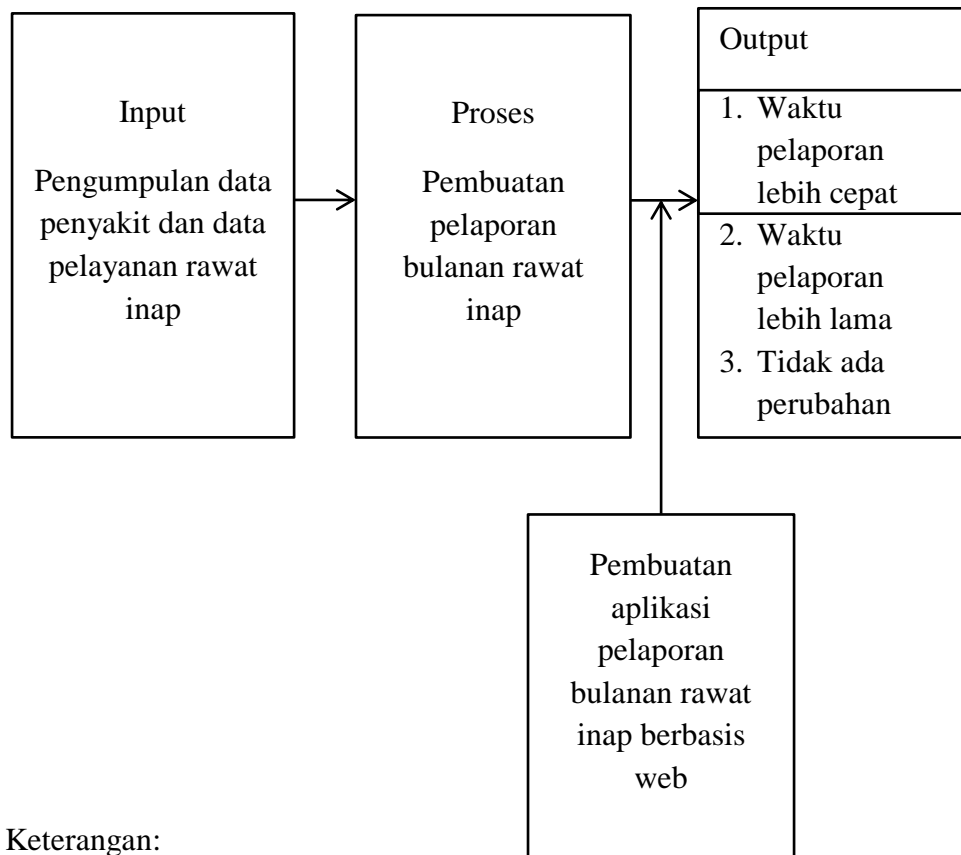 Input
Pengumpulan data
penyakit dan data
pelayanan rawat
inap
Proses
Pembuatan
pelaporan
bulanan rawat
inap
Output
1. Waktu
pelaporan
lebih cepat
2. Waktu
pelaporan
lebih lama
3. Tidak ada
perubahan
Pembuatan
aplikasi
pelaporan
bulanan rawat
inap berbasis
web
Keterangan: